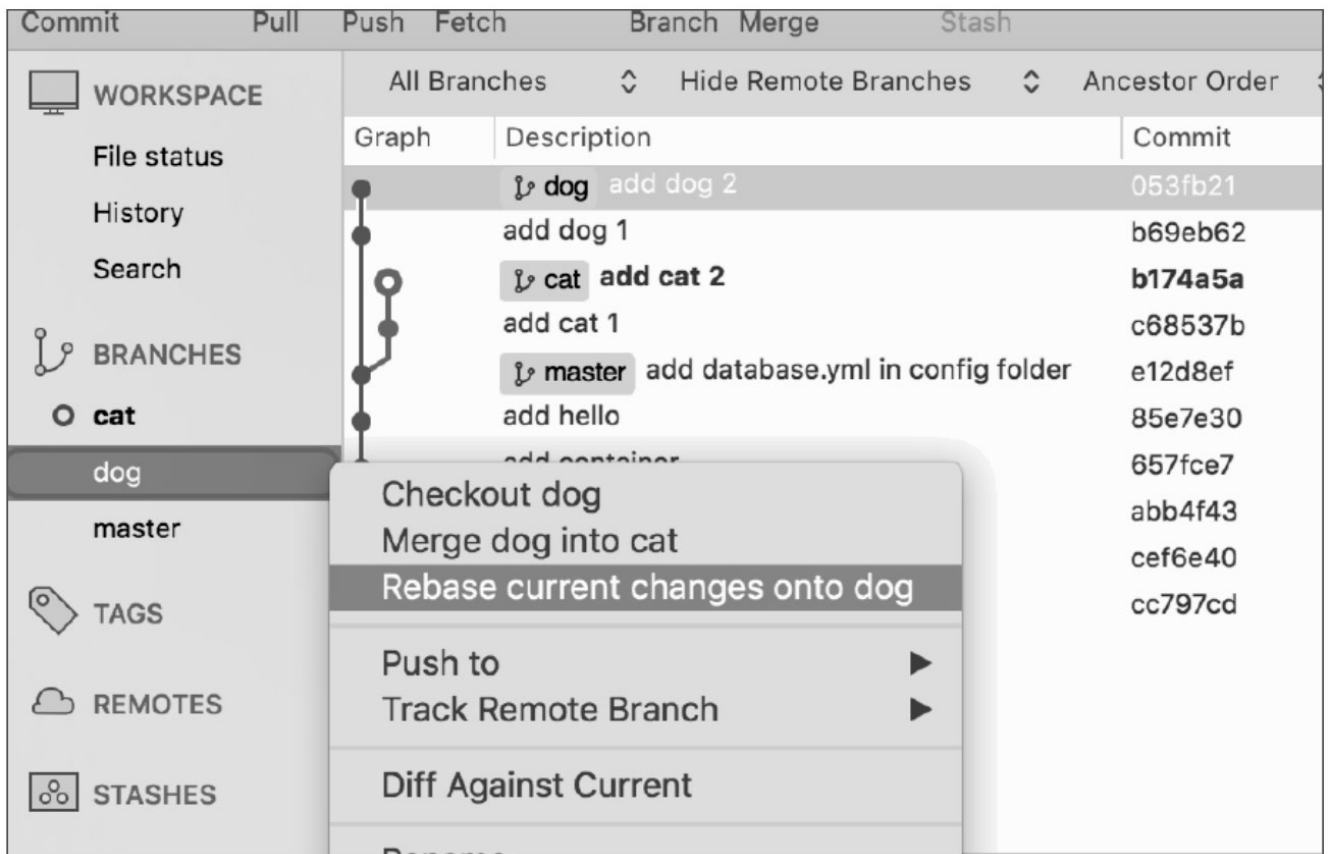 Commit Pull Push Fetch Branch Merge Stash
WORKSPACE
File status
History
Search
BRANCHES
cat
dog
master
TAGS
REMOTES
STASHES
All Branches Hide Remote Branches Ancestor Order
Graph Description Commit
dog add dog 2 053fb21
add dog 1 b69eb62
cat add cat 2 b174a5a
add cat 1 c68537b
master add database.yml in config folder e12d8ef
add hello 85e7e30
add container 657fce7
abb4f43
cef6e40
cc797cd
Checkout dog
Merge dog into cat
Rebase current changes onto dog
Push to
Track Remote Branch
Diff Against Current